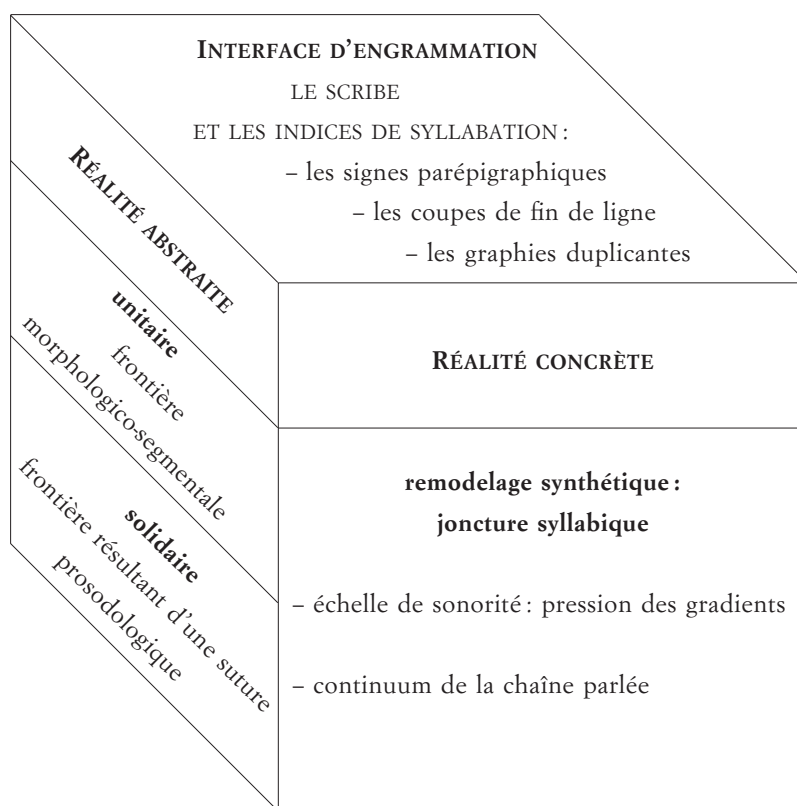 INTERFACE D'ENGRAMMATION
LE SCRIBE
ET LES INDICES DE SYLLABATION :
– les signes parépigraphiques
– les coupes de fin de ligne
– les graphies duplicantes
RÉALITÉ ABSTRAITE
unitaire
frontière
morphologico-segmentale
solidaire
frontière résultant d'une suture
prosodologique
RÉALITÉ CONCRÈTE
remodelage synthétique :
joncture syllabique
– échelle de sonorité : pression des gradients
– continuum de la chaîne parlée